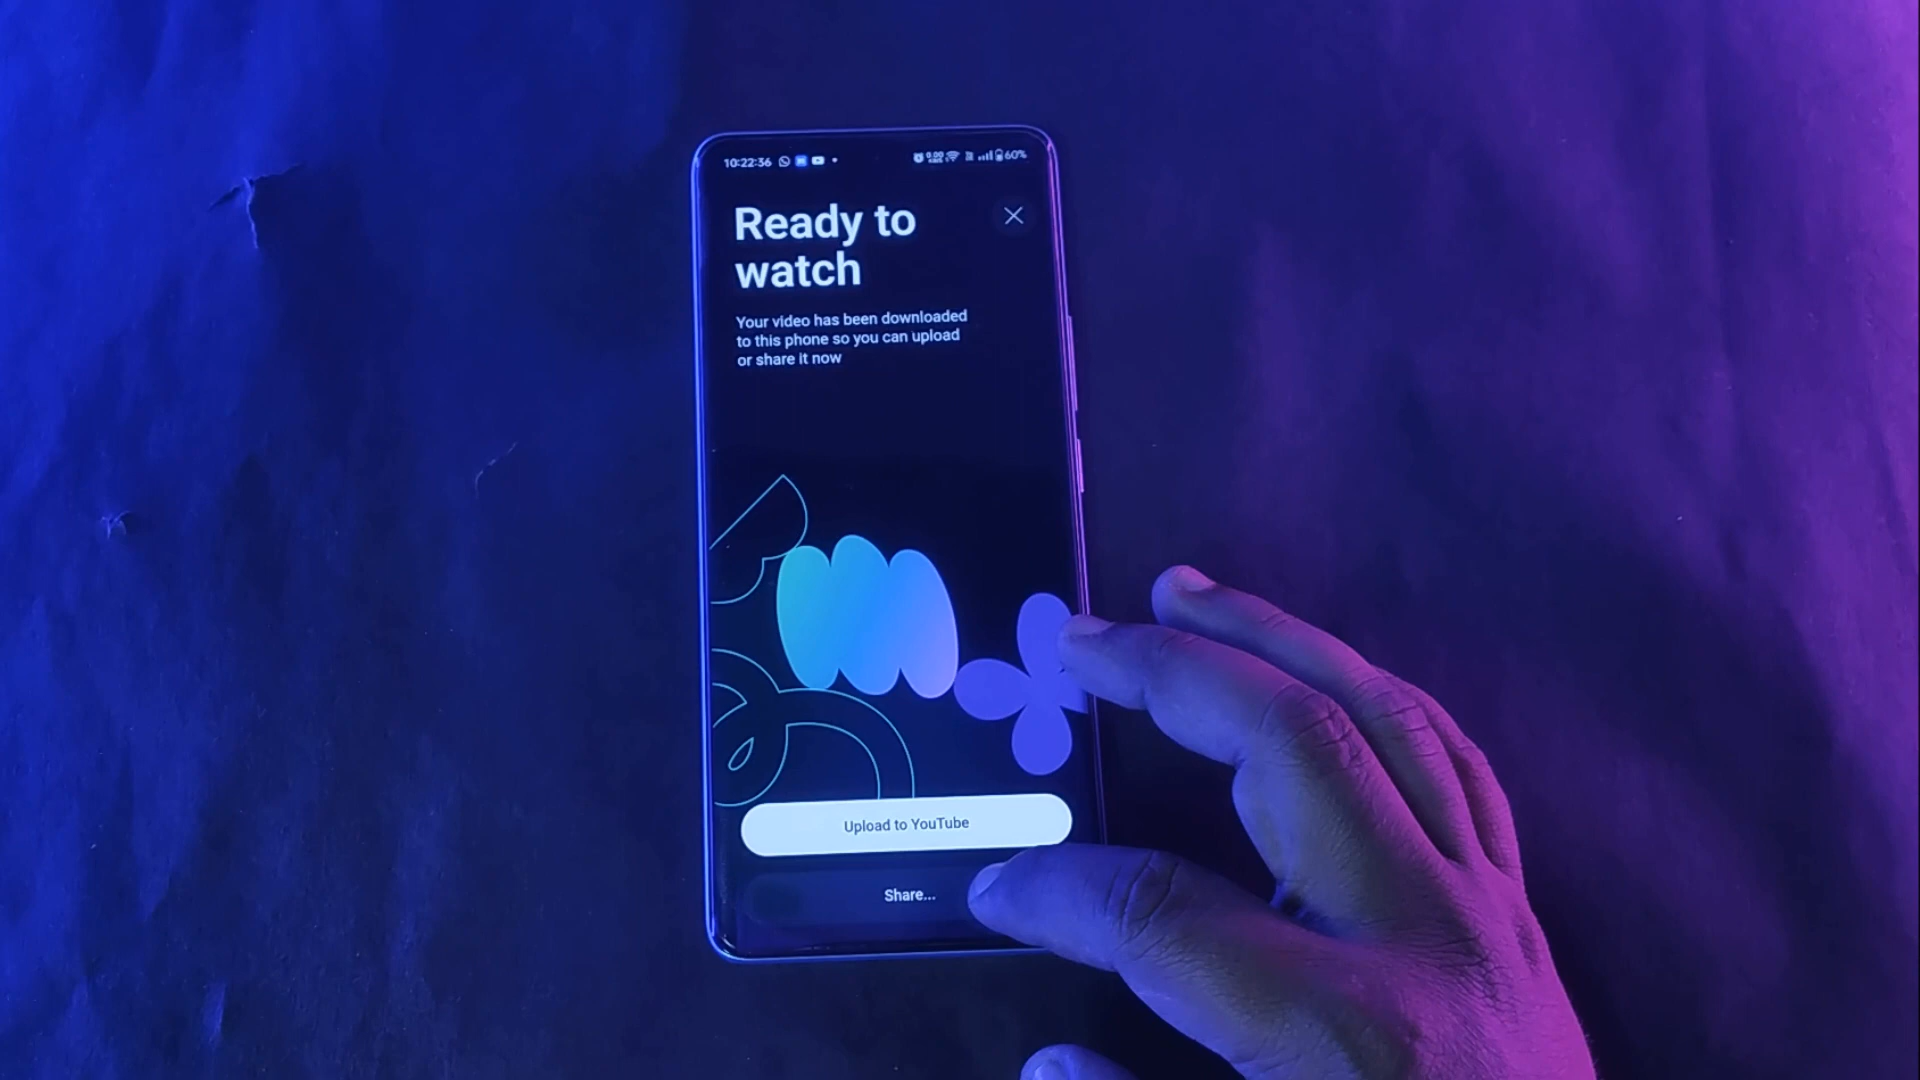 10:22:36
60%
Ready to
watch
Your video has been downloaded
to this phone so you can upload
or share it now
Upload to YouTube
Share...